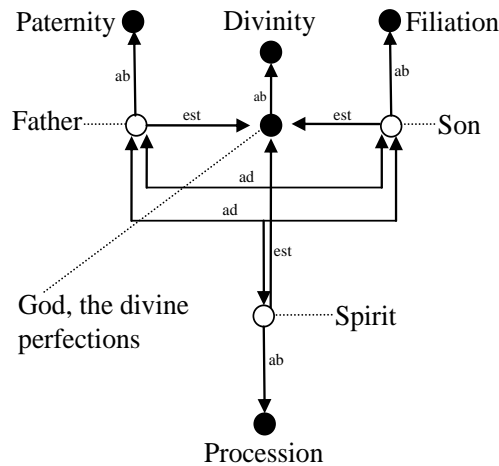 Paternity
Divinity
Filiation
ab
ab
ab
Father
est
est
Son
ad
ad
est
God, the divine
perfections
Spirit
ab
Procession